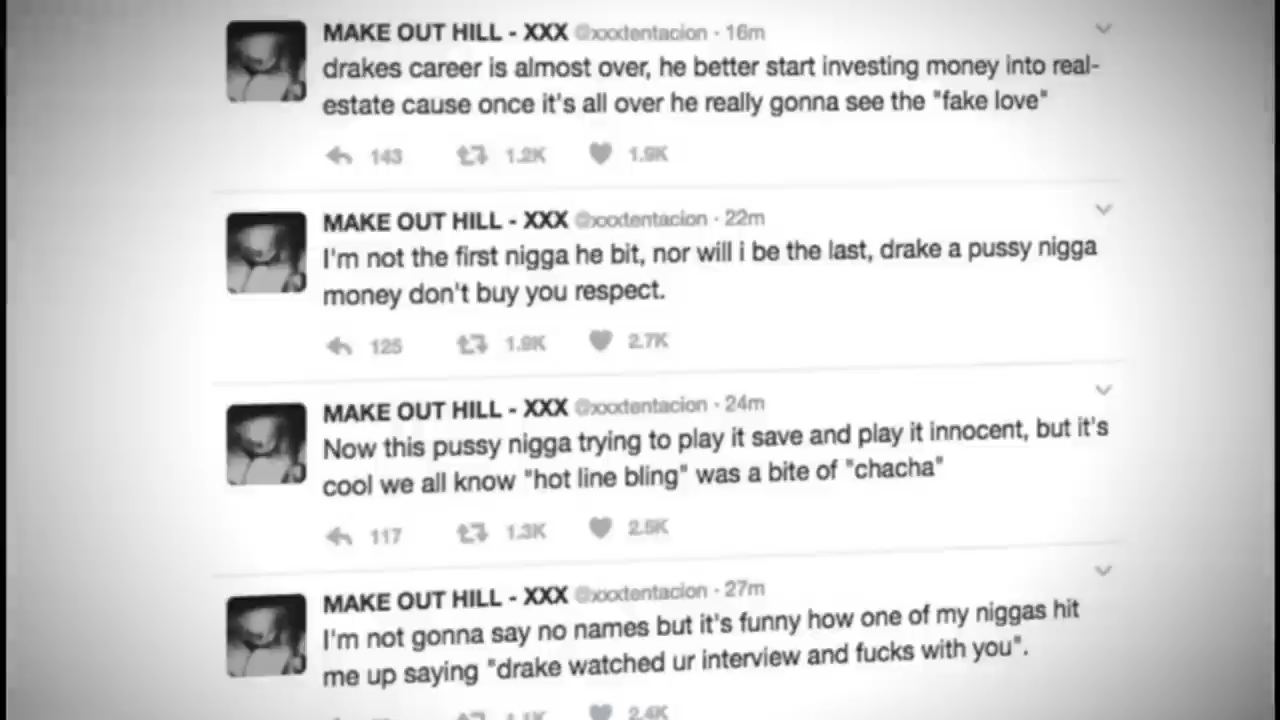 MAKE OUT HILL - XXX @xxxtentacion · 16m
drakes career is almost over, he better start investing money into real-
estate cause once it's all over he really gonna see the "fake love"
143 1.2K 1.9K
MAKE OUT HILL - XXX @xxxtentacion · 22m
I'm not the first nigga he bit, nor will i be the last, drake a pussy nigga
money don't buy you respect.
125 1.9K 2.7K
MAKE OUT HILL - XXX @xxxtentacion · 24m
Now this pussy nigga trying to play it save and play it innocent, but it's
cool we all know "hot line bling" was a bite of "chacha"
117 1.3K 2.5K
MAKE OUT HILL - XXX @xxxtentacion · 27m
I'm not gonna say no names but it's funny how one of my niggas hit
me up saying "drake watched ur interview and fucks with you".
2.4K